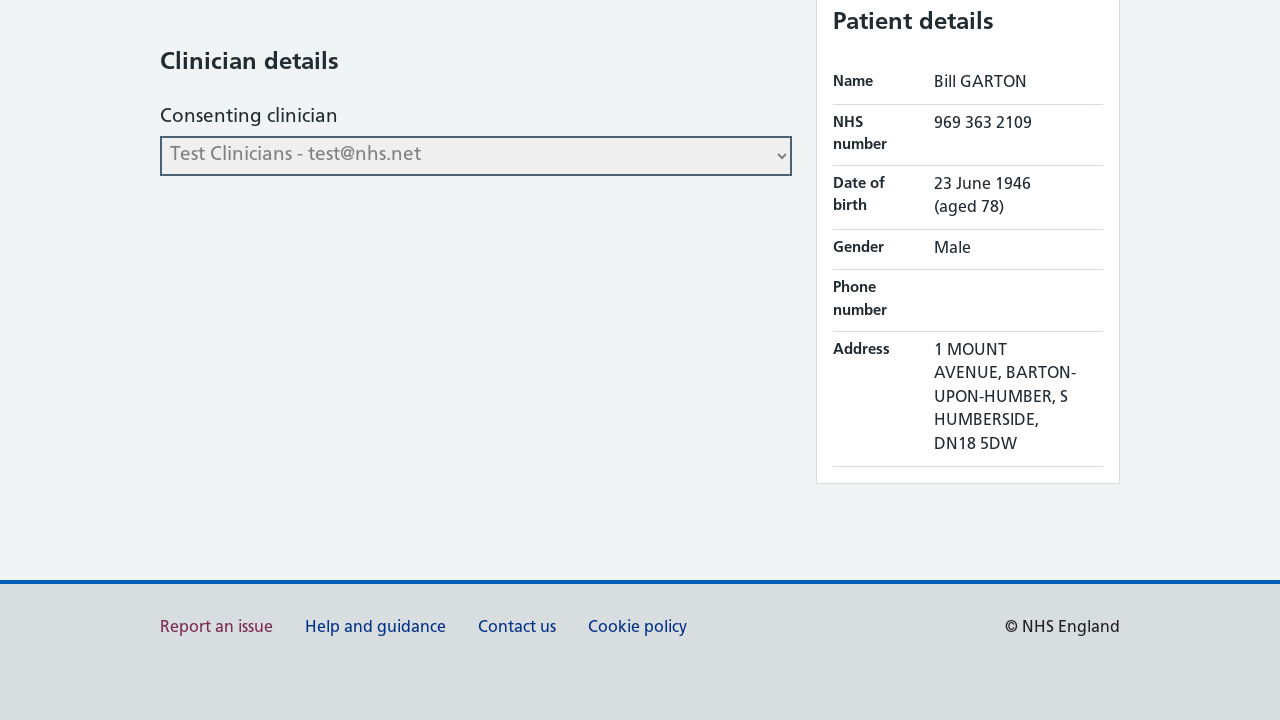 Clinician details
Consenting clinician
Test Clinicians - test@nhs.net
Patient details
Name Bill GARTON
NHS number 969 363 2109
Date of birth 23 June 1946 (aged 78)
Gender Male
Phone number
Address 1 MOUNT
AVENUE, BARTON-
UPON-HUMBER, S
HUMBERSIDE,
DN18 5DW
Report an issue Help and guidance Contact us Cookie policy © NHS England